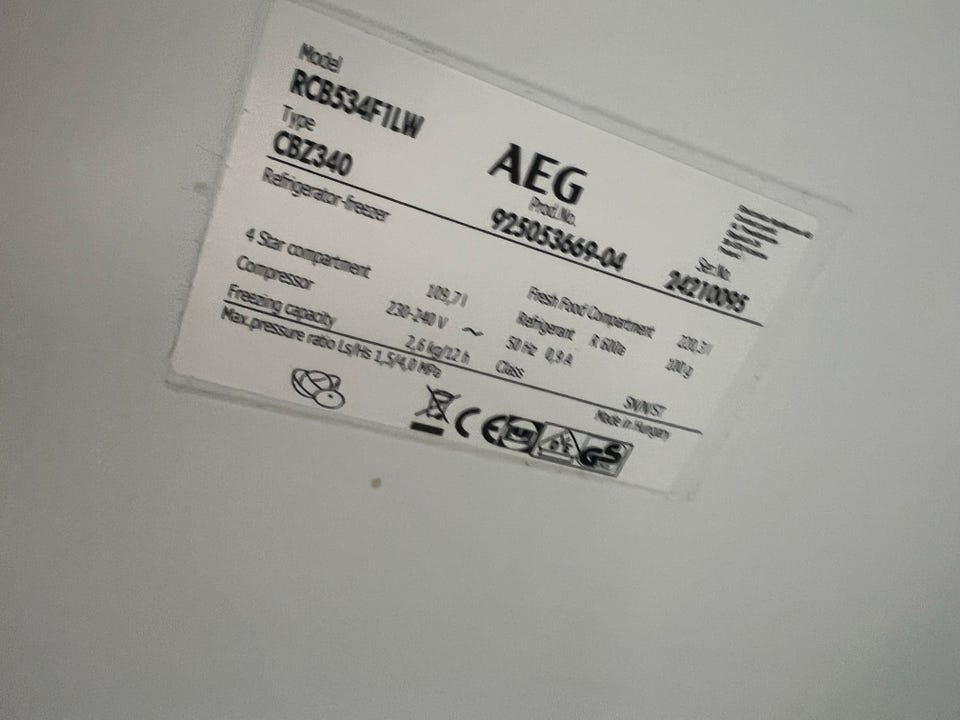 Model
RCB534F1LW
Type
CBZ340
AEG
Prod.No.
925053669-04
Ser.No.
24210095
Refrigerator-freezer
4 Star compartment 109,7 l
Fresh Food Compartment
Compressor 230-240 V ~ 50 Hz 0,9 A
Refrigerant R 600a 100 g
Freezing capacity 2,6 kg/12 h
Class SN/N/ST
Max.pressure ratio Ls/Hs 1,5/4,0 MPa
Made in Hungary
CE
GS